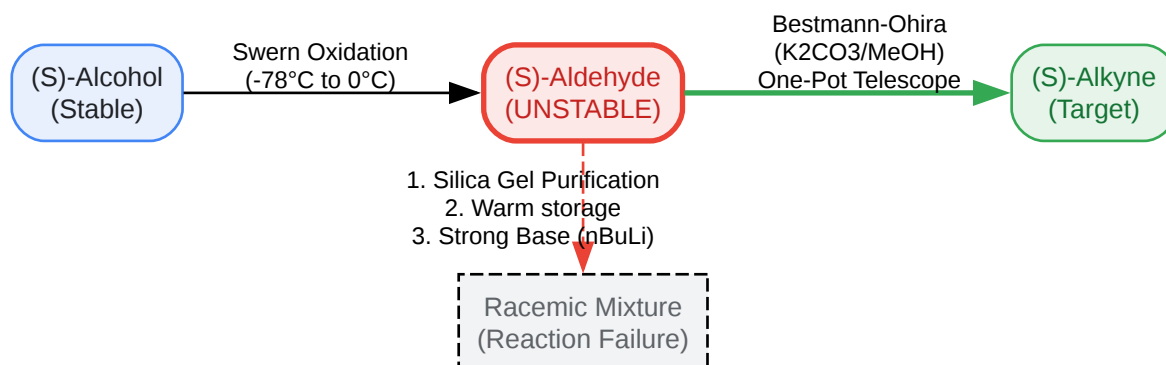 (S)-Alcohol
(Stable)
Swern Oxidation
(-78°C to 0°C)
(S)-Aldehyde
(UNSTABLE)
Bestmann-Ohira
(K2CO3/MeOH)
One-Pot Telescope
(S)-Alkyne
(Target)
1. Silica Gel Purification
2. Warm storage
3. Strong Base (nBuLi)
Racemic Mixture
(Reaction Failure)